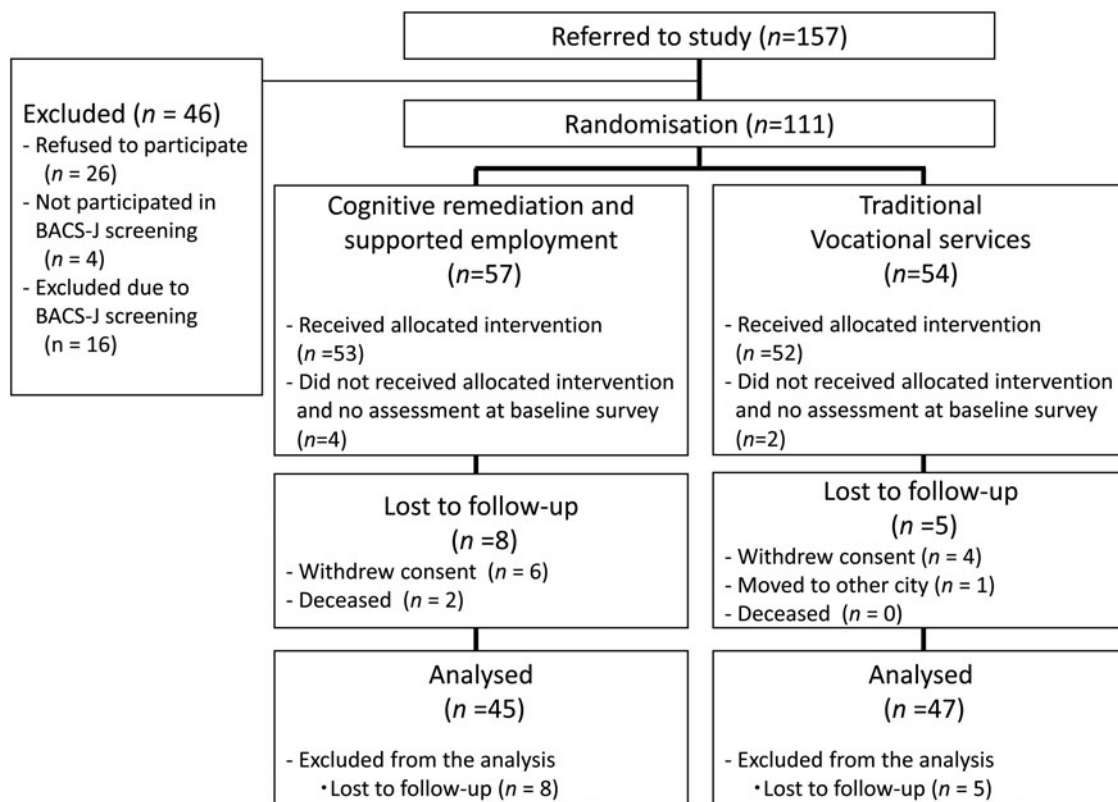 Referred to study (n=157)
Excluded (n = 46)
- Refused to participate
(n = 26)
- Not participated in
BACS-J screening
(n = 4)
- Excluded due to
BACS-J screening
(n = 16)
Randomisation (n=111)
Cognitive remediation and
supported employment
(n=57)
- Received allocated intervention
(n =53)
- Did not received allocated intervention
and no assessment at baseline survey
(n=4)
Traditional
Vocational services
(n=54)
- Received allocated intervention
(n =52)
- Did not received allocated intervention
and no assessment at baseline survey
(n=2)
Lost to follow-up
(n =8)
- Withdrew consent (n = 6)
- Deceased (n = 2)
Lost to follow-up
(n =5)
- Withdrew consent (n = 4)
- Moved to other city (n = 1)
- Deceased (n = 0)
Analysed
(n =45)
- Excluded from the analysis
・Lost to follow-up (n = 8)
Analysed
(n =47)
- Excluded from the analysis
・Lost to follow-up (n = 5)